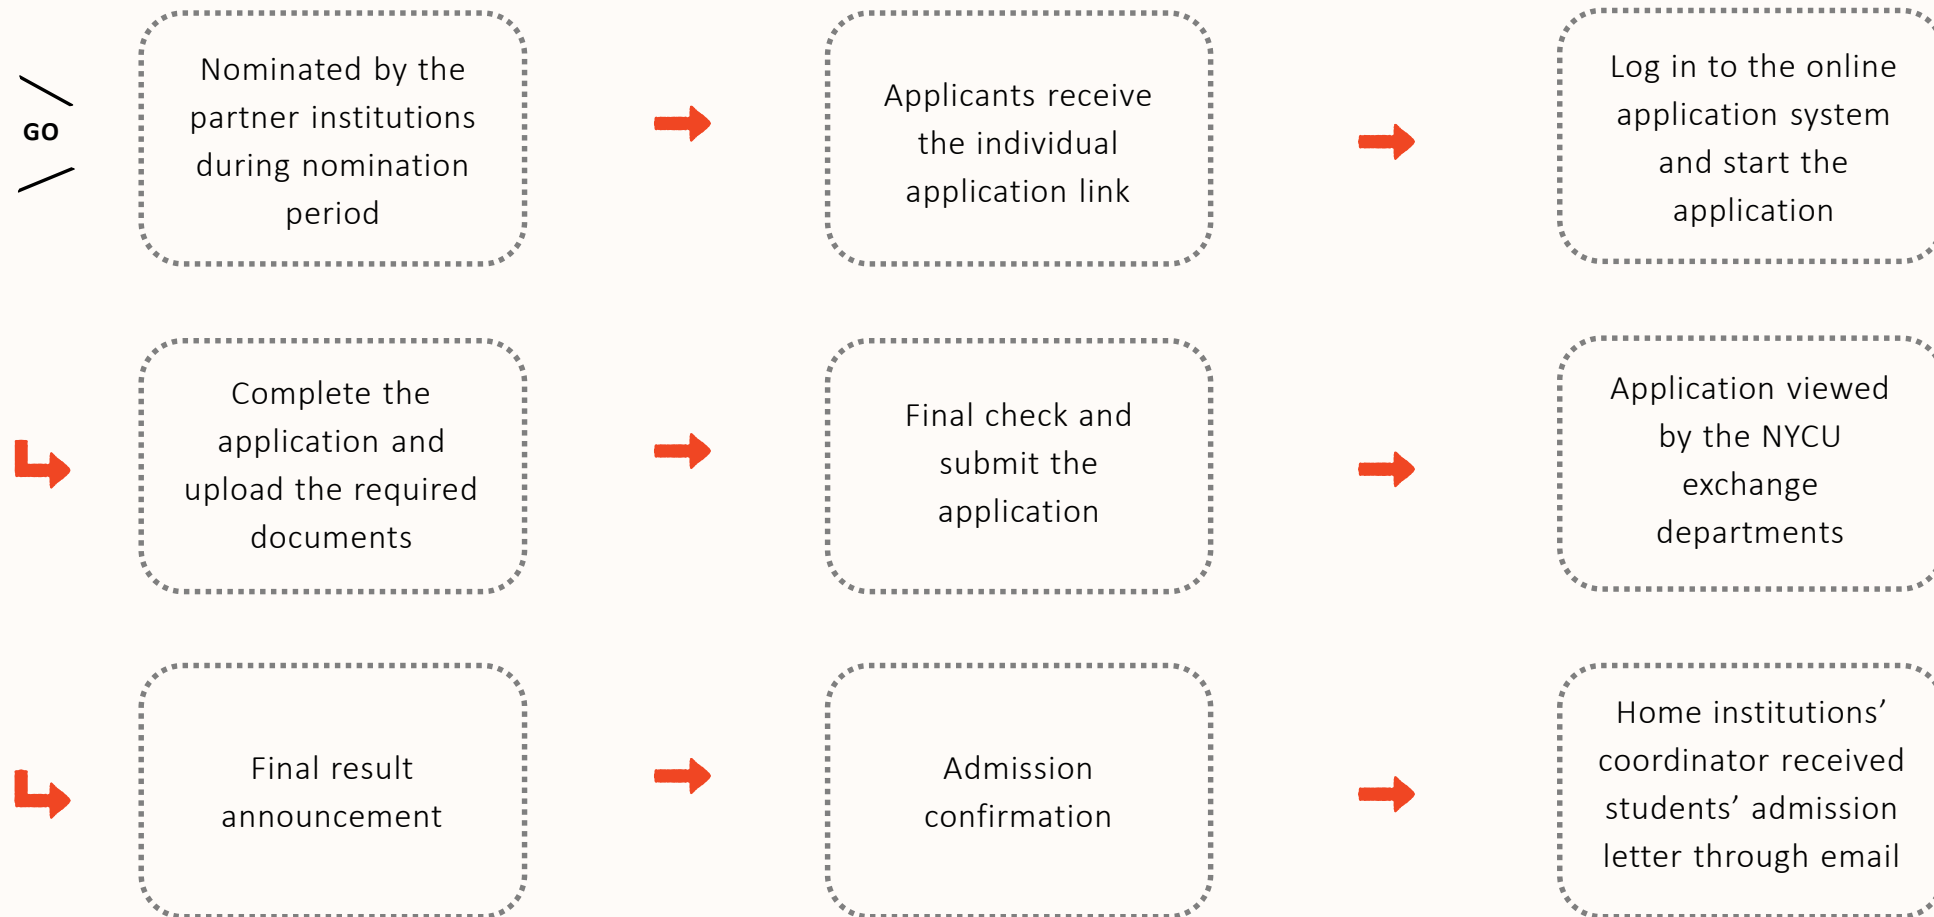 GO
Nominated by the
partner institutions
during nomination
period
Applicants receive
the individual
application link
Log in to the online
application system
and start the
application
Complete the
application and
upload the required
documents
Final check and
submit the
application
Application viewed
by the NYCU
exchange
departments
Final result
announcement
Admission
confirmation
Home institutions’
coordinator received
students’ admission
letter through email